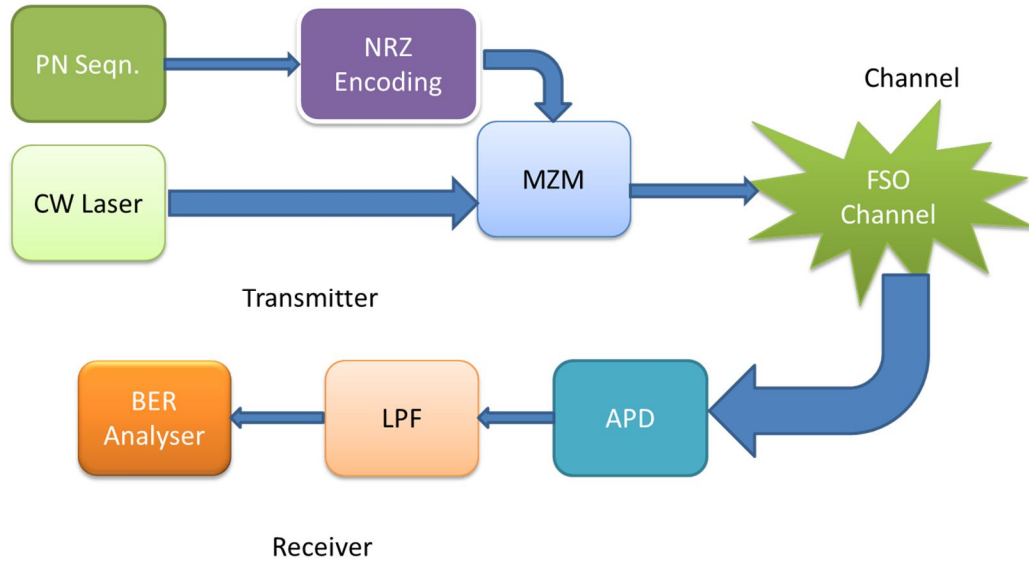 PN Seqn.
NRZ
Encoding
Channel
CW Laser
MZM
FSO
Channel
Transmitter
BER
Analyser
LPF
APD
Receiver